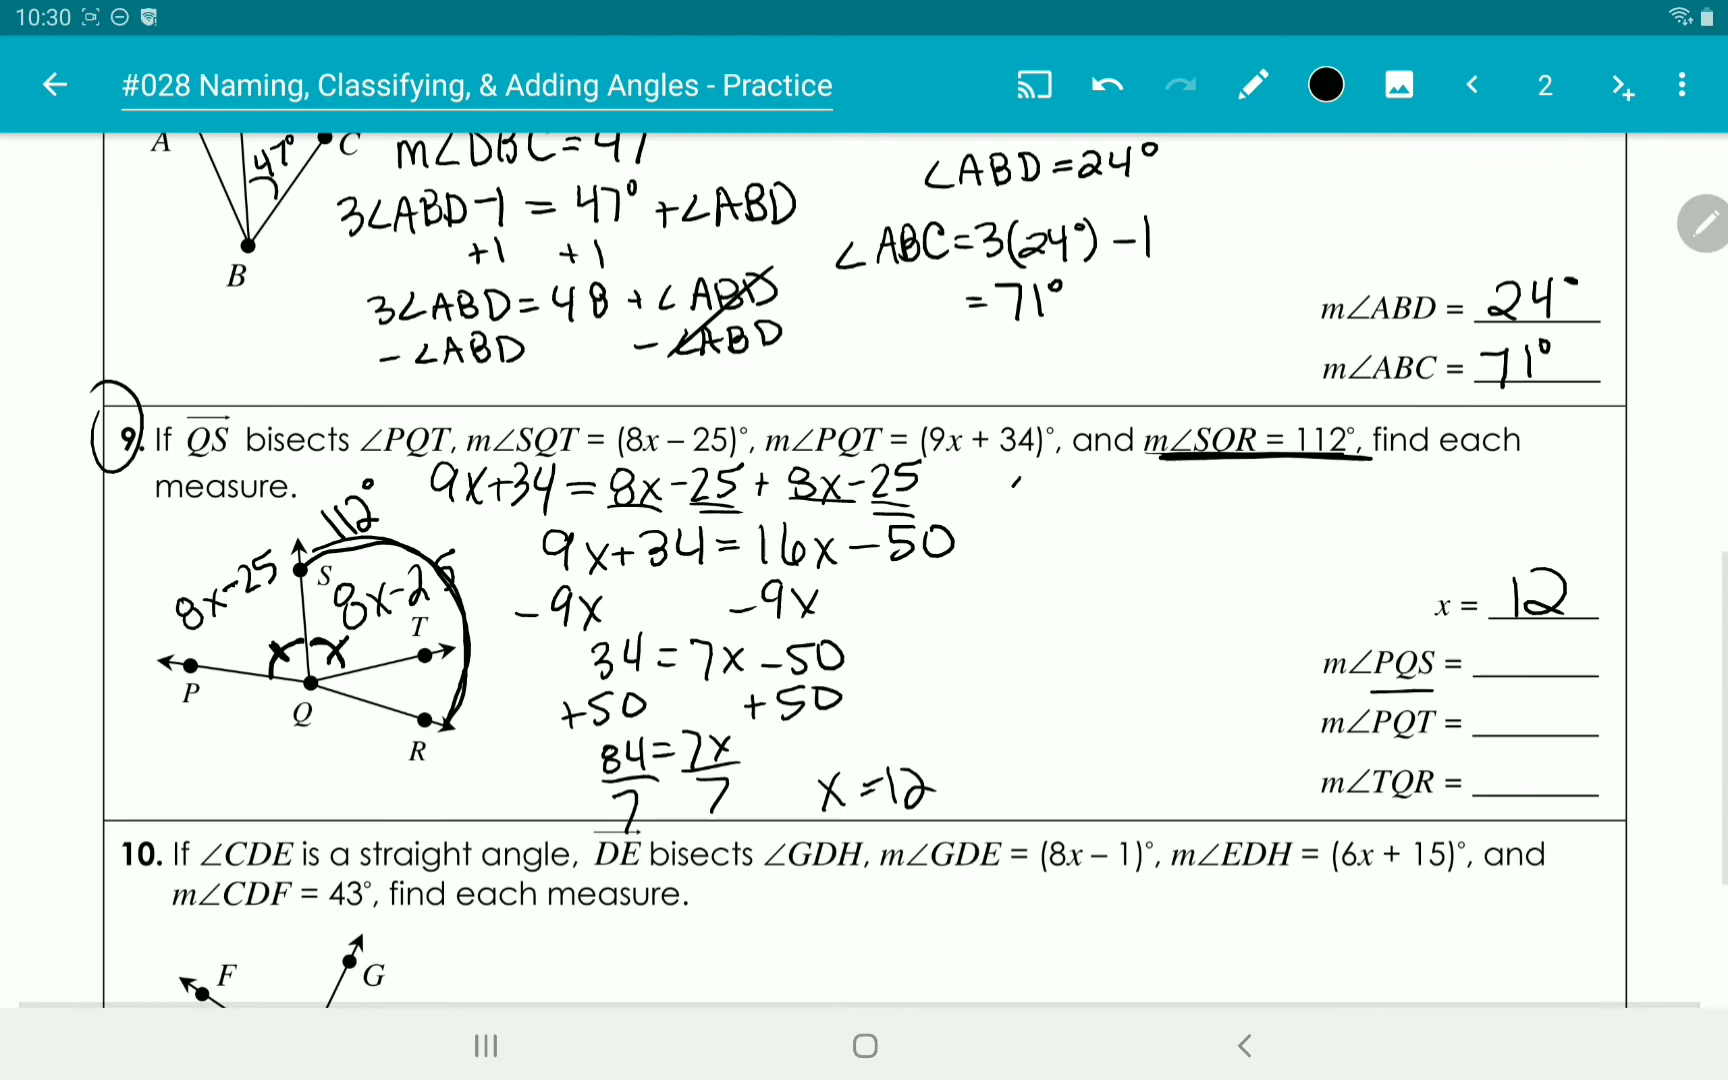 10:30
#028 Naming, Classifying, & Adding Angles - Practice
2
A
47°
C
m∠DBC = 47
∠ABD = 24°
3∠ABD - 1 = 47° + ∠ABD
+1 +1
∠ABC = 3(24°) - 1
B
3∠ABD = 48 + ∠ABD
= 71°
m∠ABD = 24°
- ∠ABD - ∠ABD
m∠ABC = 71°
9. If QS bisects ∠PQT, m∠SQT = (8x – 25)°, m∠PQT = (9x + 34)°, and m∠SQR = 112°, find each
measure.
9x+34 = 8x-25 + 8x-25
112°
9x+34 = 16x-50
8x-25
S
8x-25
-9x -9x
x = 12
T
34 = 7x - 50
m∠PQS =
P
+50 +50
Q
m∠PQT =
R
84 = 7x
7 7
x = 12
m∠TQR =
10. If ∠CDE is a straight angle, DE bisects ∠GDH, m∠GDE = (8x – 1)°, m∠EDH = (6x + 15)°, and
m∠CDF = 43°, find each measure.
F
G